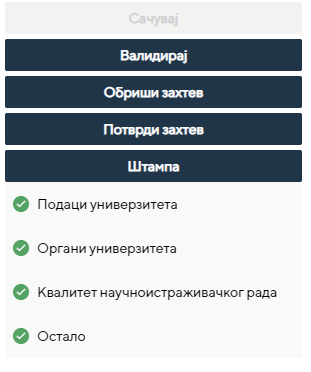 Сачувај
Валидирај
Обриши захтев
Потврди захтев
Штампа
Подаци универзитета
Органи универзитета
Квалитет научноистраживачког рада
Остало